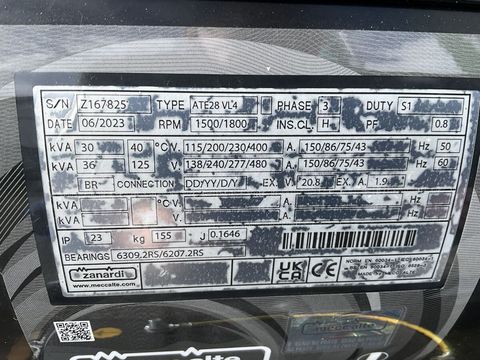 S/N Z167825 TYPE ATE28 VL4 PHASE 3 DUTY S1
DATE 06/2023 RPM 1500/1800 INS.CL. H PF 0.8
kVA 30 40 °C 115/200/230/400 A. 150/86/75/43 Hz 50
kVA 36 125 °C 138/240/277/480 A. 150/86/75/43 Hz 60
BR CONNECTION DD/YY/D/Y EX. V. 20.8 EX. A. 1.9
kVA °C V. A. Hz
kVA °C V. A. Hz
IP 23 kg 155 J 0.1646
BEARINGS 6309.2RS/6207.2RS
zanardi
www.meccalte.com
UK CA CE